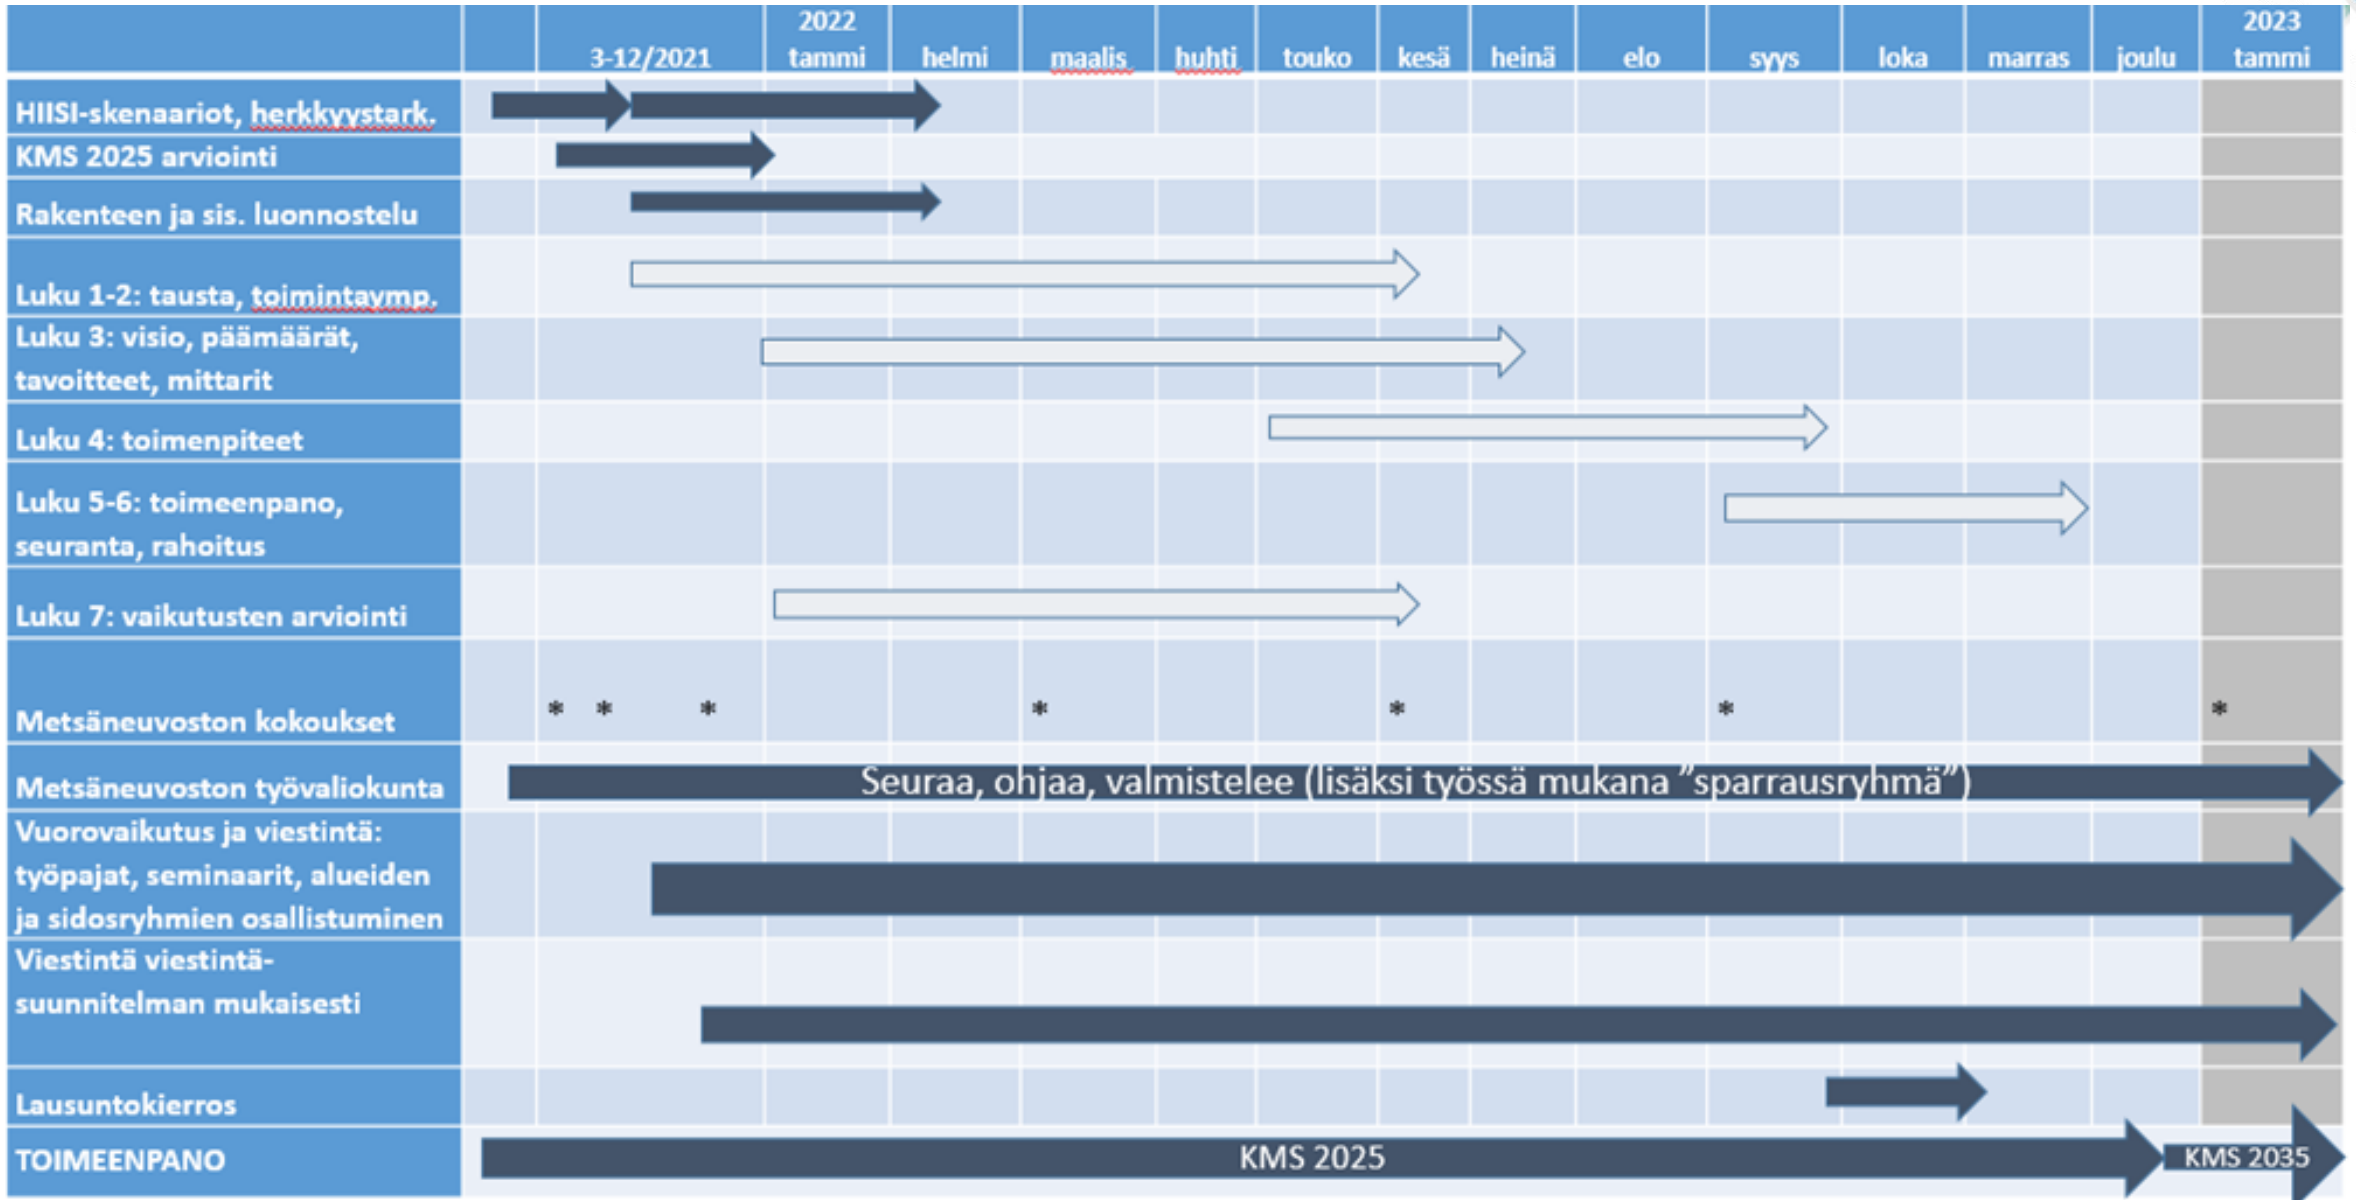 2022
2023
3-12/2021 tammi helmi maalis huhti touko kesä heinä elo syys loka marras joulu tammi
HIISI-skenaariot, herkkyystark.
KMS 2025 arviointi
Rakenteen ja sis. luonnostelu
Luku 1-2: tausta, toimintaymp.
Luku 3: visio, päämäärät,
tavoitteet, mittarit
Luku 4: toimenpiteet
Luku 5-6: toimeenpano,
seuranta, rahoitus
Luku 7: vaikutusten arviointi
Metsäneuvoston kokoukset * * * * * * *
Metsäneuvoston työvaliokunta Seuraa, ohjaa, valmistelee (lisäksi työssä mukana ”sparrausryhmä”)
Vuorovaikutus ja viestintä:
työpajat, seminaarit, alueiden
ja sidosryhmien osallistuminen
Viestintä viestintä-
suunnitelman mukaisesti
Lausuntokierros
TOIMEENPANO KMS 2025 KMS 2035